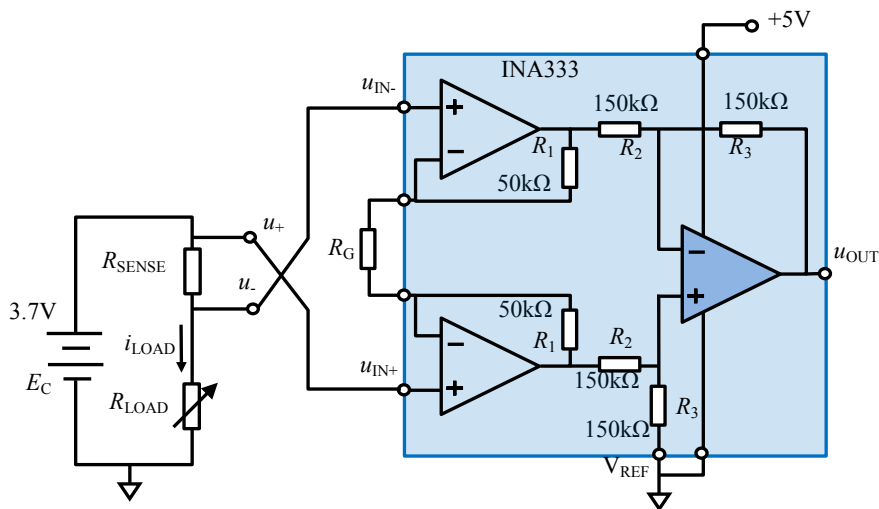 +5V
INA333
u_IN-
150kΩ
150kΩ
+
R_1
R_2
R_3
−
50kΩ
u_+
R_SENSE
R_G
u_-
−
u_OUT
+
3.7V
50kΩ
R_1
R_2
i_LOAD
−
u_IN+
+
150kΩ
E_C
R_LOAD
R_3
150kΩ
V_REF